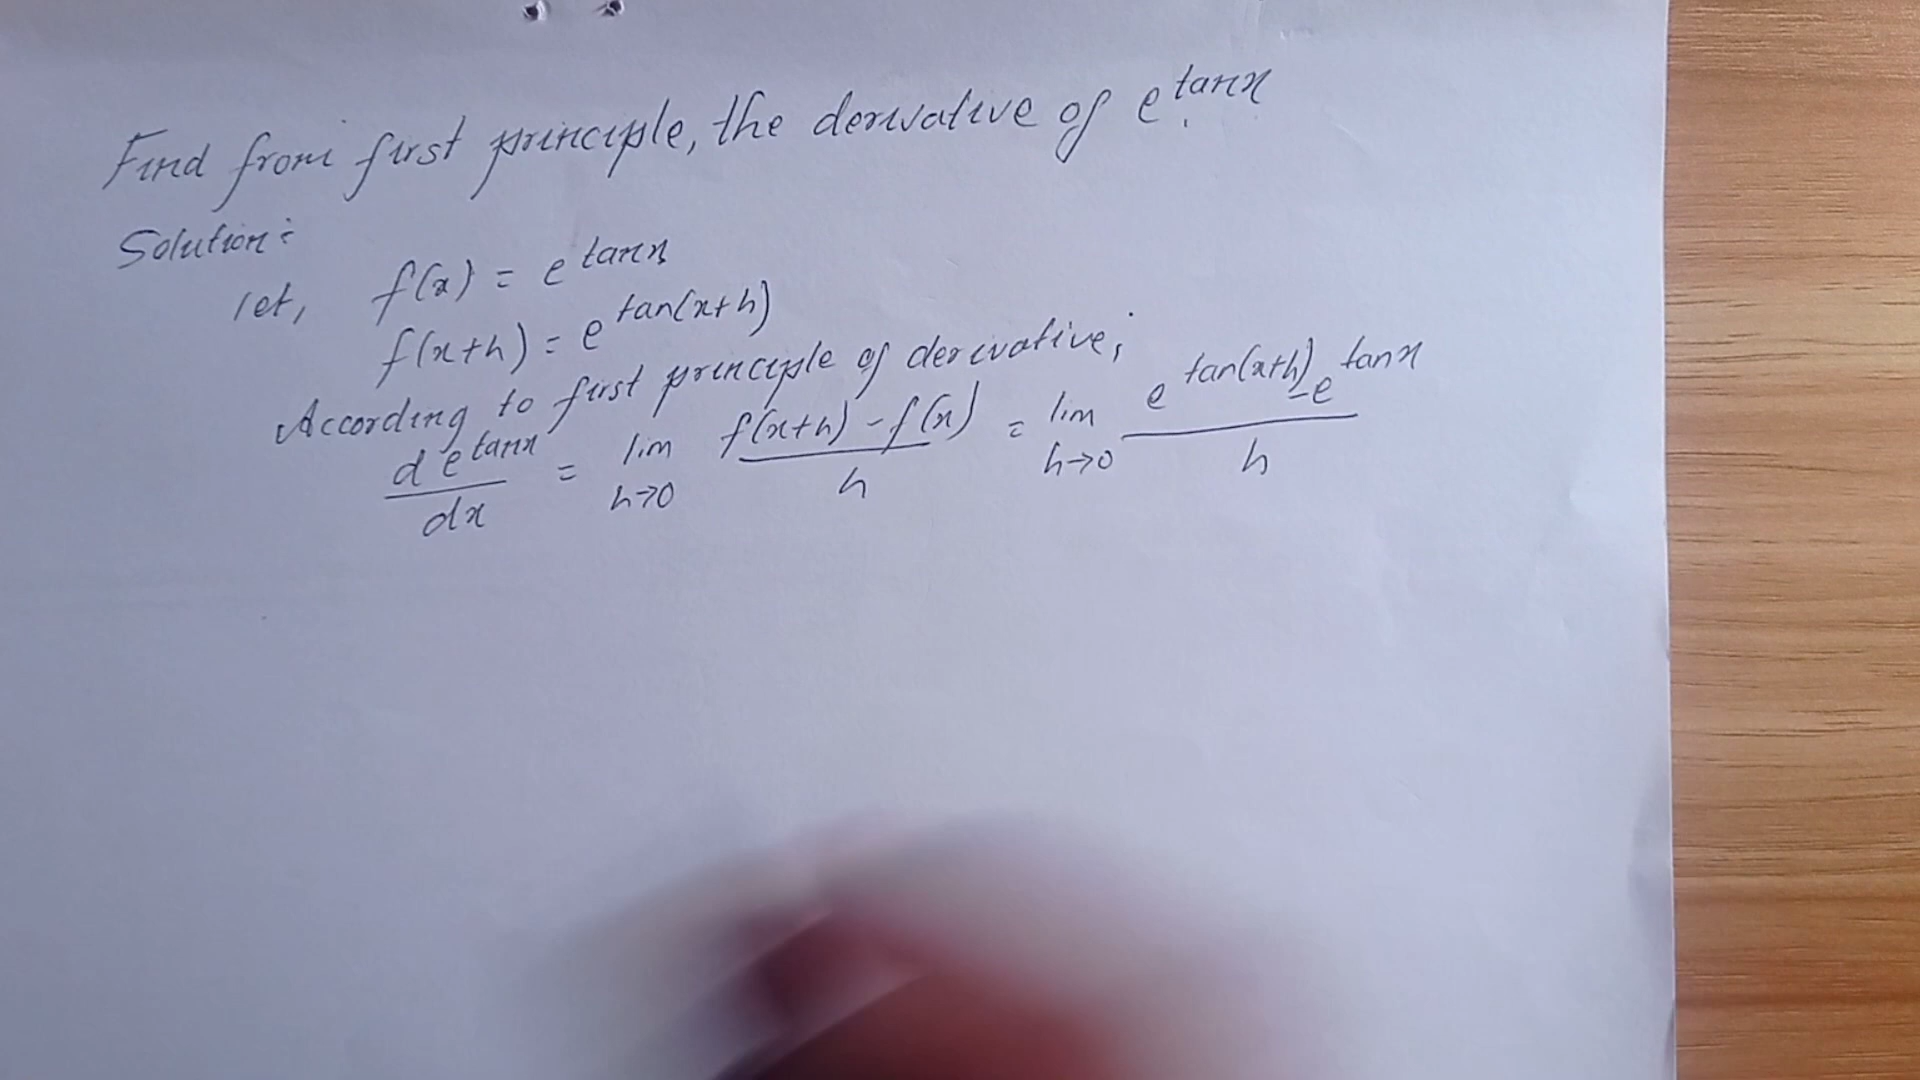 Find from first principle, the derivative of e^tanx.
Solution:
let, f(x) = e^tanx
f(x+h) = e^tan(x+h)
According to first principle of derivative;
d e^tanx/dx = lim h→0 f(x+h) - f(x)/h = lim h→0 e^tan(x+h) - e^tanx/h